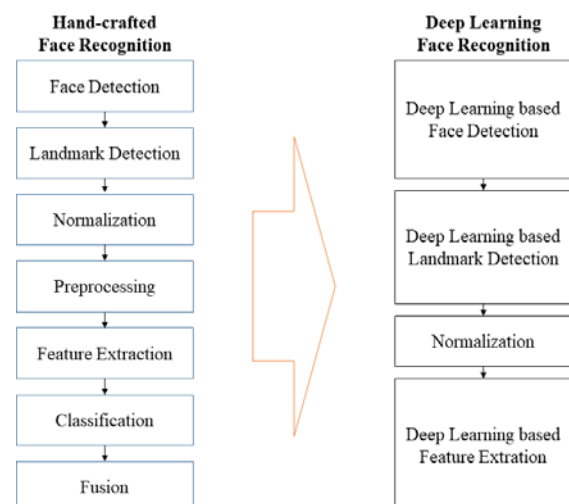 Hand-crafted
Face Recognition
Face Detection
Landmark Detection
Normalization
Preprocessing
Feature Extraction
Classification
Fusion
Deep Learning
Face Recognition
Deep Learning based
Face Detection
Deep Learning based
Landmark Detection
Normalization
Deep Learning based
Feature Extration